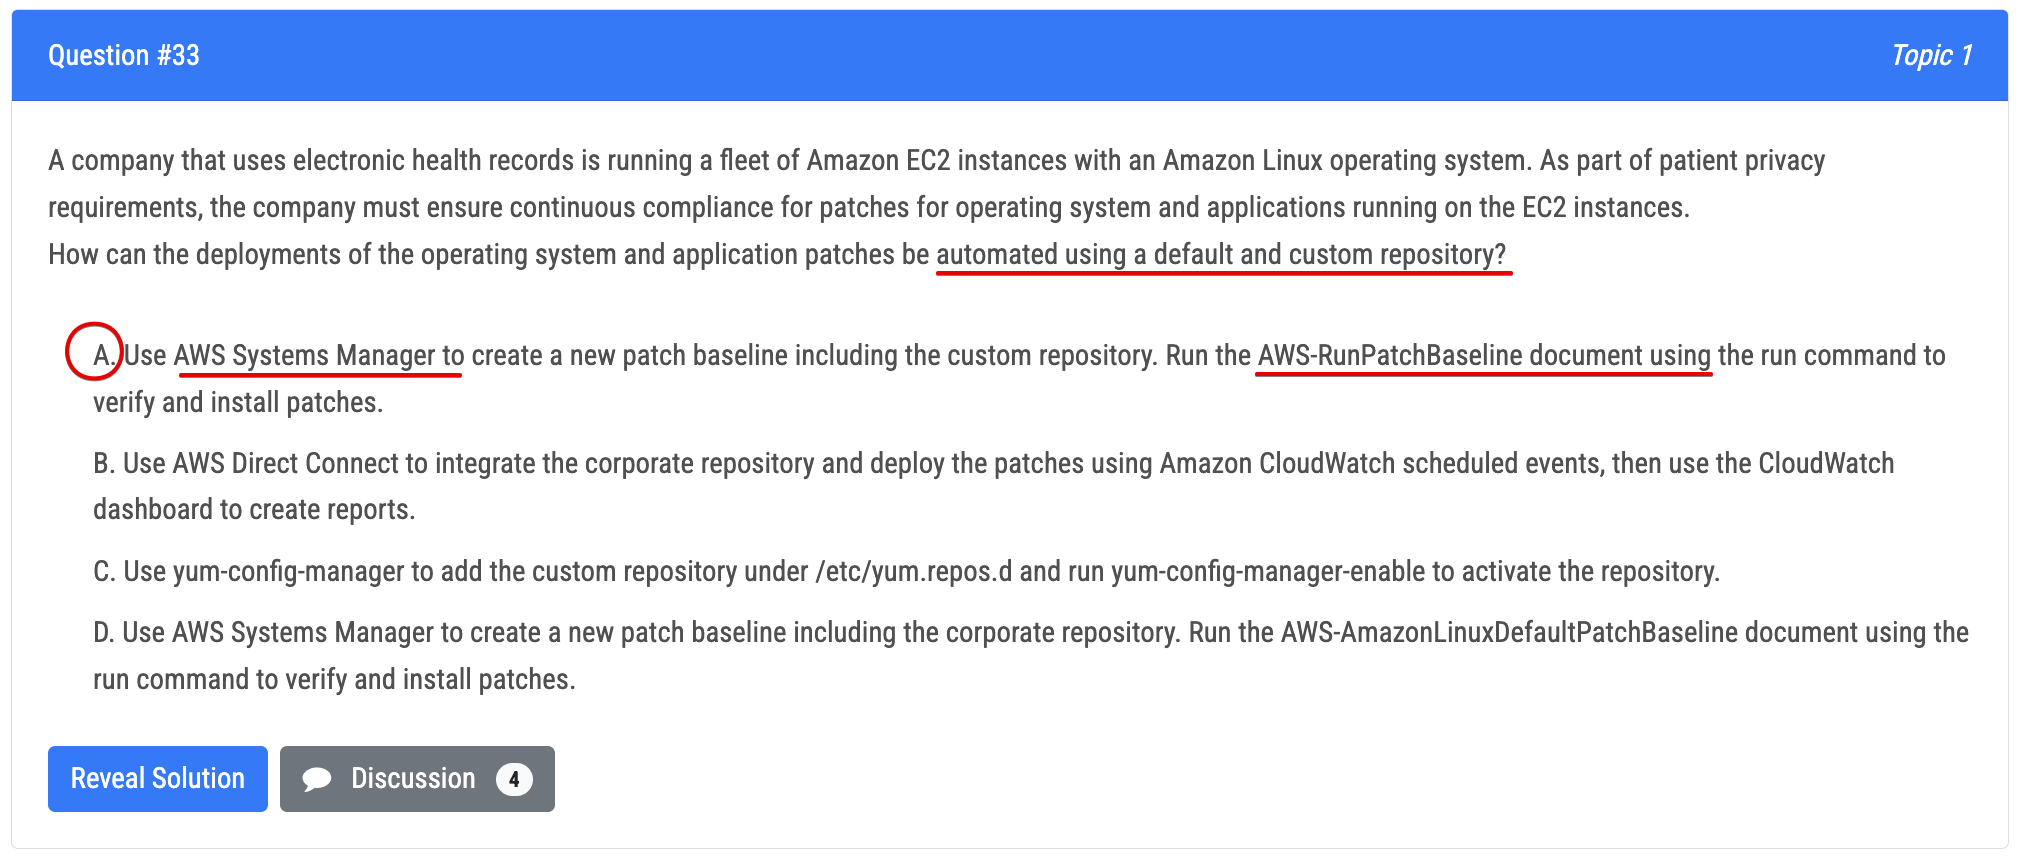 Question #33
Topic 1
A company that uses electronic health records is running a fleet of Amazon EC2 instances with an Amazon Linux operating system. As part of patient privacy
requirements, the company must ensure continuous compliance for patches for operating system and applications running on the EC2 instances.
How can the deployments of the operating system and application patches be automated using a default and custom repository?
A. Use AWS Systems Manager to create a new patch baseline including the custom repository. Run the AWS-RunPatchBaseline document using the run command to
verify and install patches.
B. Use AWS Direct Connect to integrate the corporate repository and deploy the patches using Amazon CloudWatch scheduled events, then use the CloudWatch
dashboard to create reports.
C. Use yum-config-manager to add the custom repository under /etc/yum.repos.d and run yum-config-manager-enable to activate the repository.
D. Use AWS Systems Manager to create a new patch baseline including the corporate repository. Run the AWS-AmazonLinuxDefaultPatchBaseline document using the
run command to verify and install patches.
Reveal Solution
Discussion 4